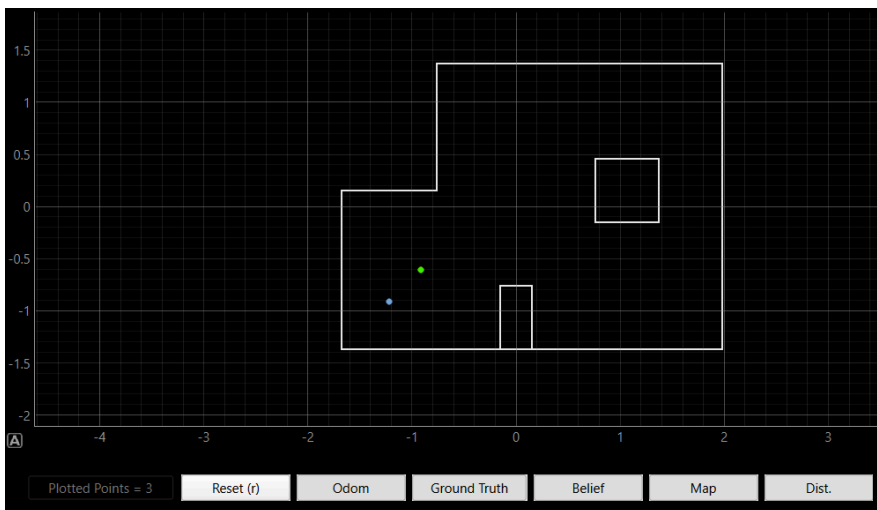 1.5
1
0.5
0
-0.5
-1
-1.5
-2
A
-4 -3 -2 -1 0 1 2 3
Plotted Points = 3 Reset (r) Odom Ground Truth Belief Map Dist.